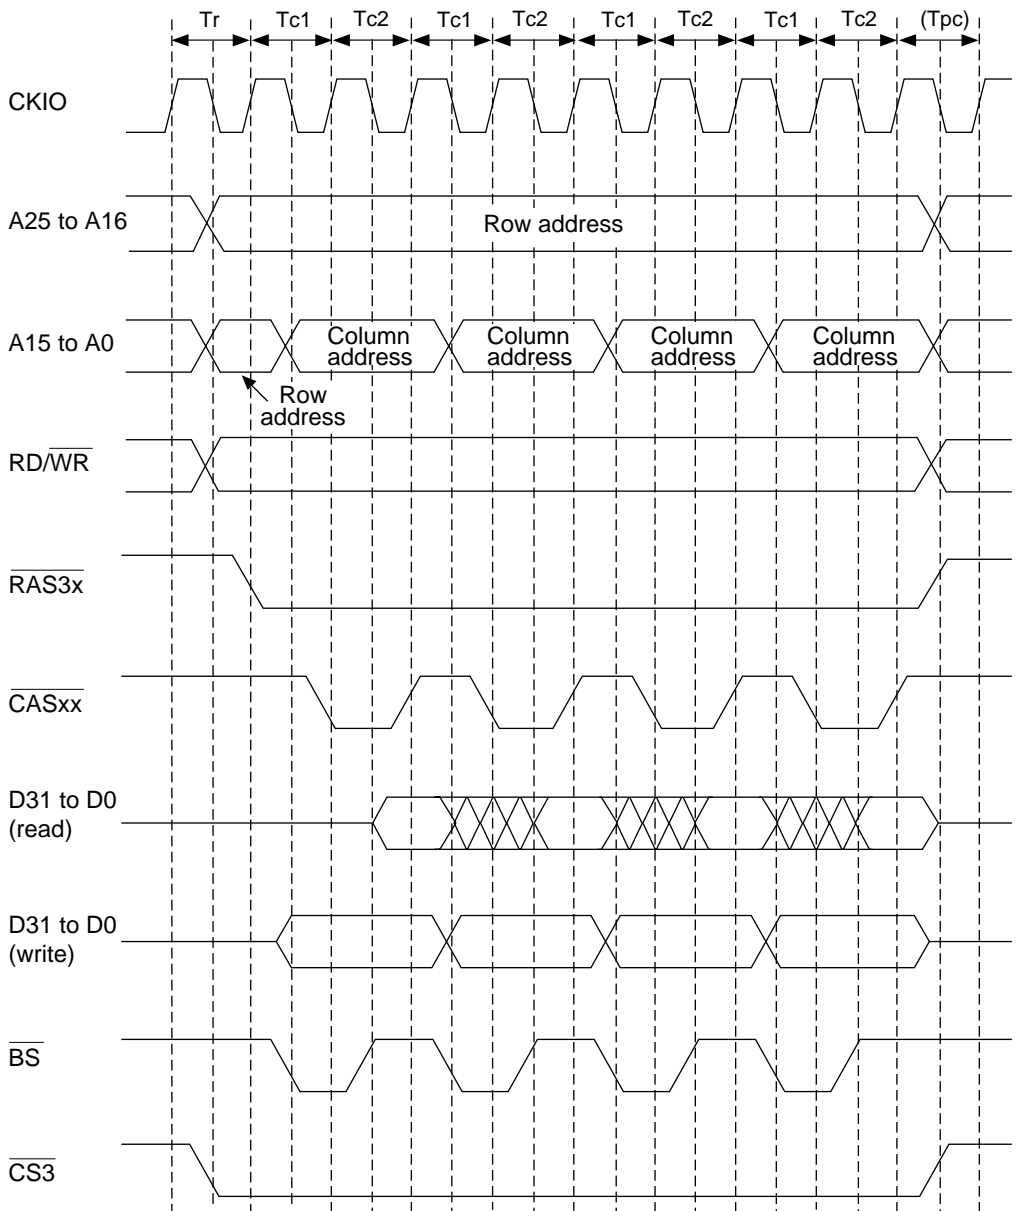 Tr Tc1 Tc2 Tc1 Tc2 Tc1 Tc2 Tc1 Tc2 (Tpc)
CKIO
A25 to A16
Row address
A15 to A0
Column address
Column address
Column address
Column address
Row
address
RD/WR
RAS3x
CASxx
D31 to D0
(read)
D31 to D0
(write)
BS
CS3